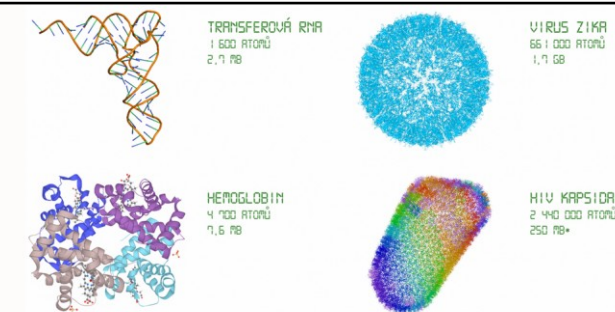 TRANSFEROVÁ RNA
1 600 ATOMŮ
2,7 MB
VIRUS ZIKA
661 000 ATOMŮ
1,7 GB
HEMOGLOBIN
4 700 ATOMŮ
7,6 MB
HIV KAPSIDA
2 440 000 ATOMŮ
250 MB*